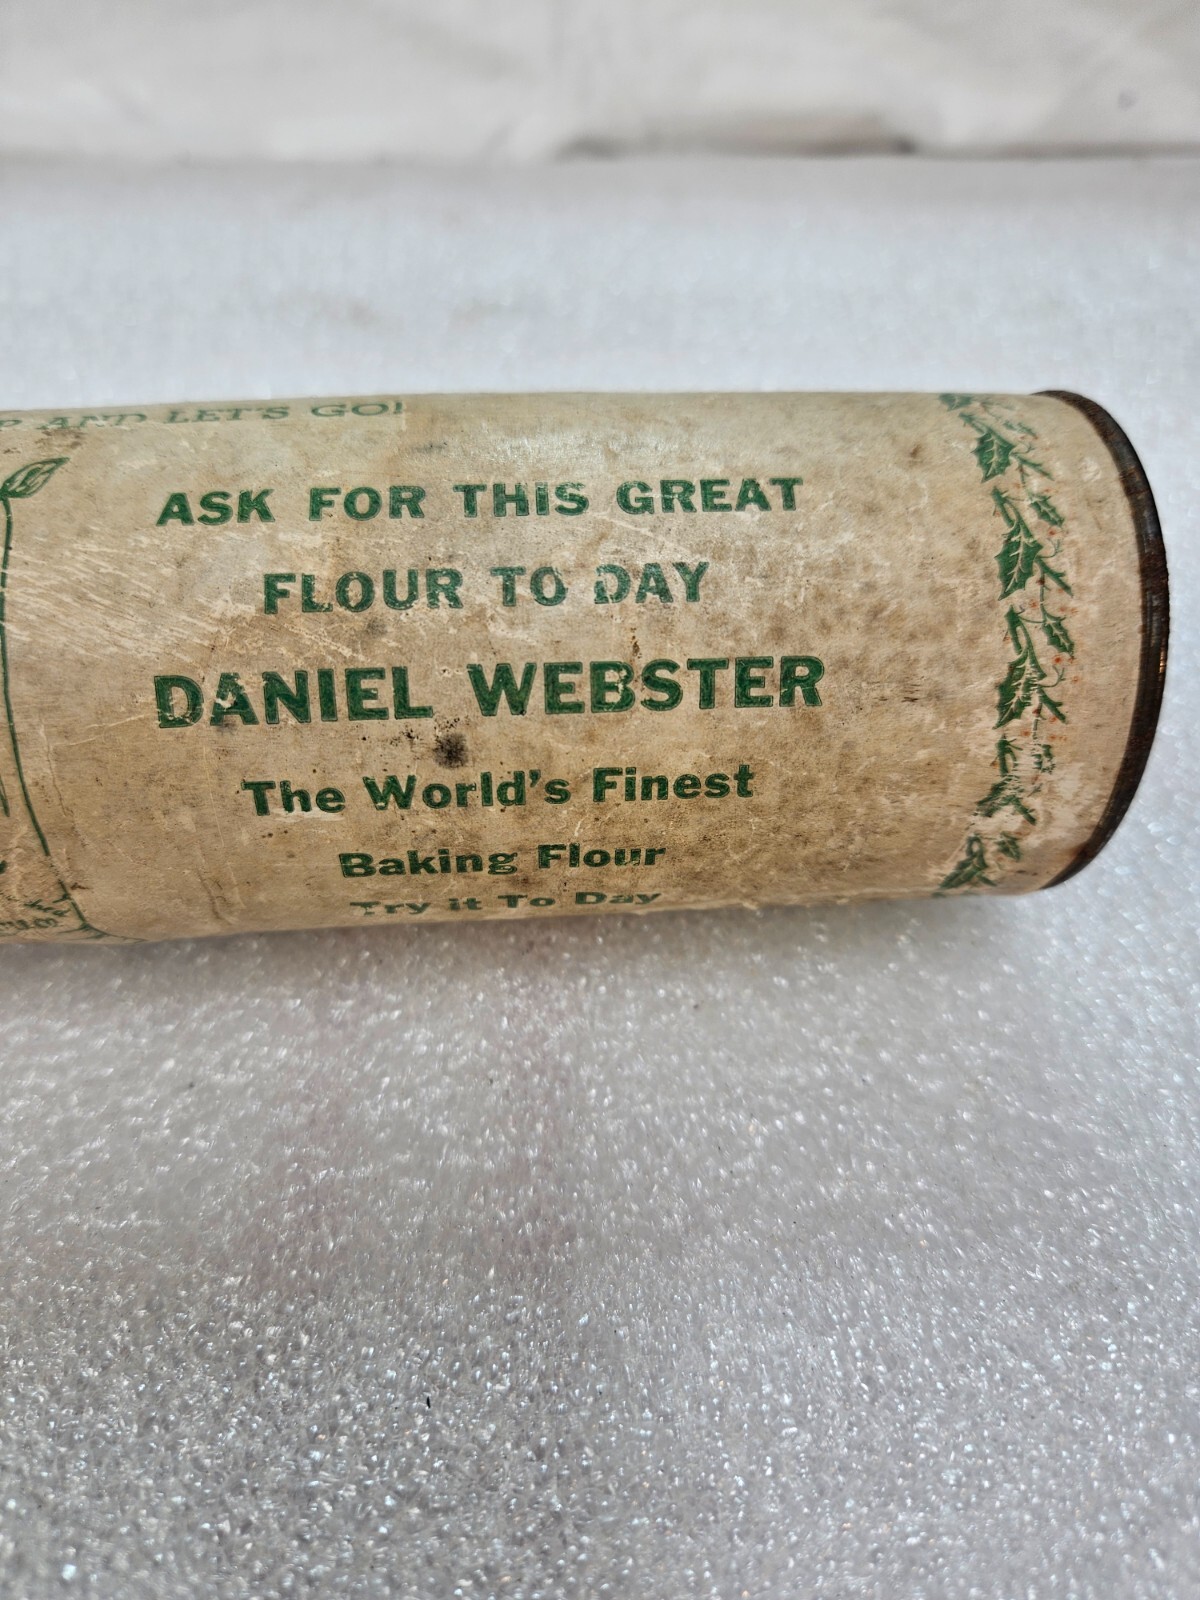 AND LET'S GO!
ASK FOR THIS GREAT
FLOUR TO DAY
DANIEL WEBSTER
The World's Finest
Baking Flour
Try it To Day